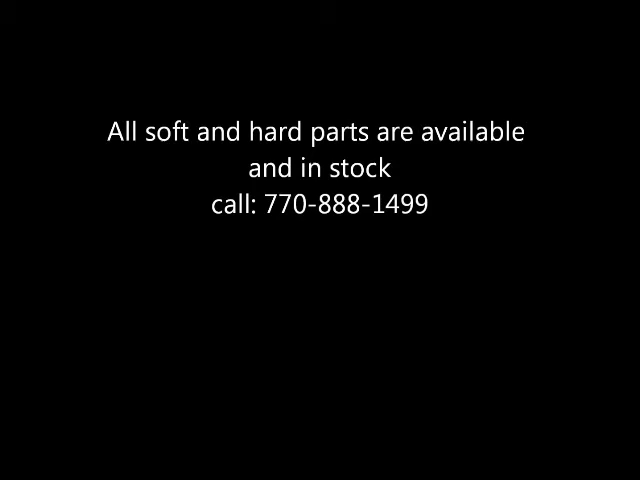 All soft and hard parts are available
and in stock
call: 770-888-1499